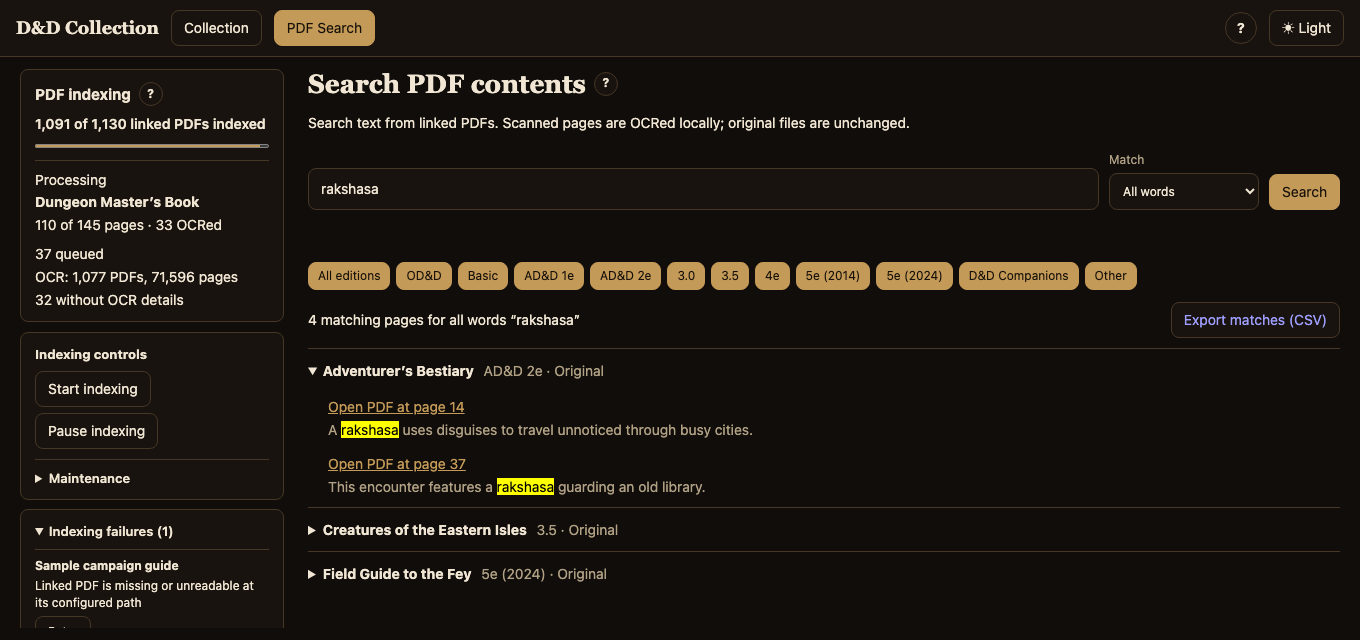 D&D Collection
Collection
PDF Search
?
☀ Light
PDF indexing ?
1,091 of 1,130 linked PDFs indexed
Processing
Dungeon Master’s Book
110 of 145 pages · 33 OCRed
37 queued
OCR: 1,077 PDFs, 71,596 pages
32 without OCR details
Indexing controls
Start indexing
Pause indexing
Maintenance
Indexing failures (1)
Sample campaign guide
Linked PDF is missing or unreadable at
its configured path
Search PDF contents ?
Search text from linked PDFs. Scanned pages are OCRed locally; original files are unchanged.
rakshasa
Match
All words
Search
All editions
OD&D
Basic
AD&D 1e
AD&D 2e
3.0
3.5
4e
5e (2014)
5e (2024)
D&D Companions
Other
4 matching pages for all words “rakshasa”
Export matches (CSV)
Adventurer’s Bestiary AD&D 2e · Original
Open PDF at page 14
A rakshasa uses disguises to travel unnoticed through busy cities.
Open PDF at page 37
This encounter features a rakshasa guarding an old library.
Creatures of the Eastern Isles 3.5 · Original
Field Guide to the Fey 5e (2024) · Original